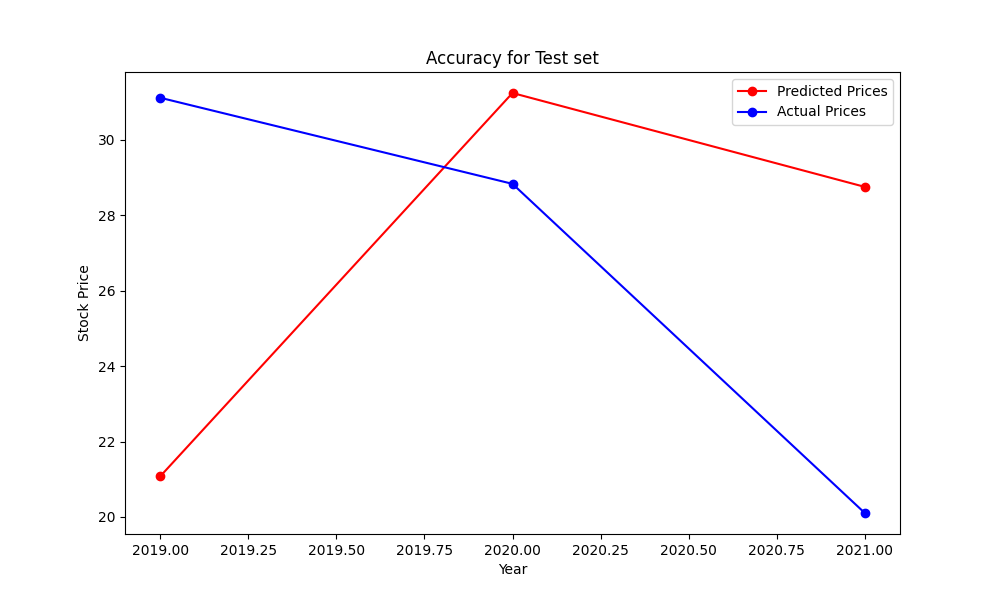 Accuracy for Test set
Predicted Prices
Actual Prices
Stock Price
30
28
26
24
22
20
2019.00 2019.25 2019.50 2019.75 2020.00 2020.25 2020.50 2020.75 2021.00
Year